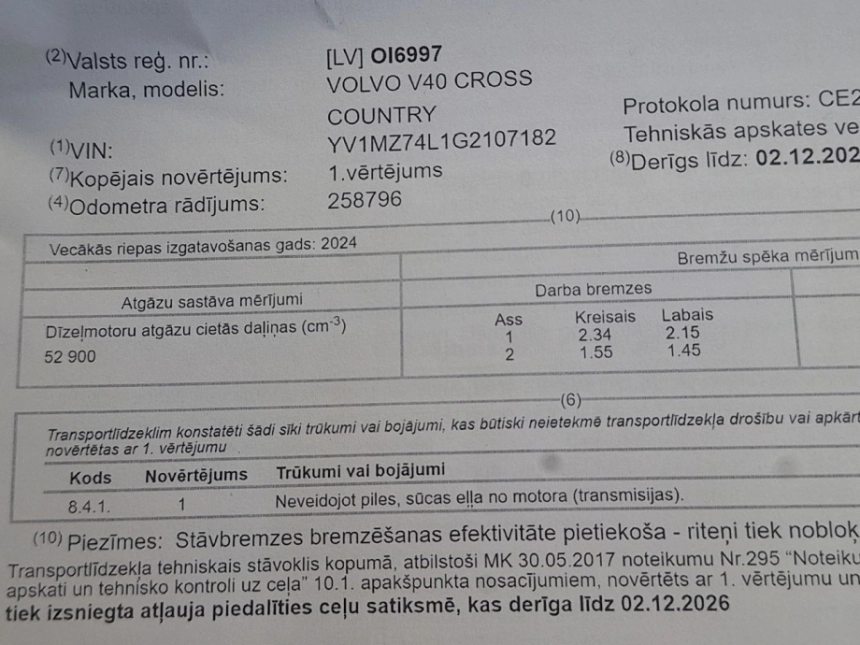 (2)Valsts reģ. nr.: [LV] OI6997
Marka, modelis: VOLVO V40 CROSS
COUNTRY
Protokola numurs: CE2
(1)VIN: YV1MZ74L1G2107182
Tehniskās apskates ve
(7)Kopējais novērtējums: 1.vērtējums
(8)Derīgs līdz: 02.12.202
(4)Odometra rādījums: 258796
(10)
Vecākās riepas izgatavošanas gads: 2024
Bremžu spēka mērījum
Atgāzu sastāva mērījumi
Darba bremzes
Dīzeļmotoru atgāzu cietās daļiņas (cm-3)
52 900
Ass Kreisais Labais
1 2.34 2.15
2 1.55 1.45
(6)
Transportlīdzeklim konstatēti šādi sīki trūkumi vai bojājumi, kas būtiski neietekmē transportlīdzekļa drošību vai apkārt
novērtētas ar 1. vērtējumu
Kods Novērtējums Trūkumi vai bojājumi
8.4.1. 1 Neveidojot piles, sūcas eļļa no motora (transmisijas).
(10) Piezīmes: Stāvbremzes bremzēšanas efektivitāte pietiekoša - riteņi tiek nobloķ
Transportlīdzekļa tehniskais stāvoklis kopumā, atbilstoši MK 30.05.2017 noteikumu Nr.295 “Noteiku
apskati un tehnisko kontroli uz ceļa” 10.1. apakšpunkta nosacījumiem, novērtēts ar 1. vērtējumu un
tiek izsniegta atļauja piedalīties ceļu satiksmē, kas derīga līdz 02.12.2026